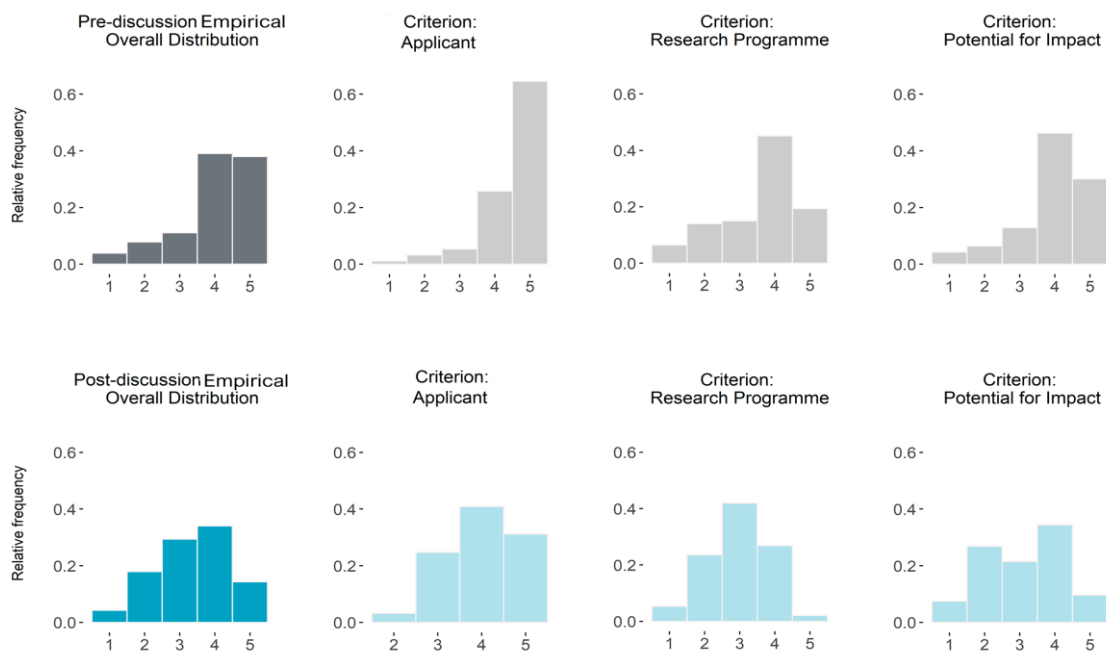 Pre-discussion Empirical
Overall Distribution
Criterion:
Applicant
Criterion:
Research Programme
Criterion:
Potential for Impact
Relative frequency
0.6
0.4
0.2
0.0
1 2 3 4 5
0.6
0.4
0.2
0.0
1 2 3 4 5
0.6
0.4
0.2
0.0
1 2 3 4 5
0.6
0.4
0.2
0.0
1 2 3 4 5
Post-discussion Empirical
Overall Distribution
Criterion:
Applicant
Criterion:
Research Programme
Criterion:
Potential for Impact
Relative frequency
0.6
0.4
0.2
0.0
1 2 3 4 5
0.6
0.4
0.2
0.0
2 3 4 5
0.6
0.4
0.2
0.0
1 2 3 4 5
0.6
0.4
0.2
0.0
1 2 3 4 5